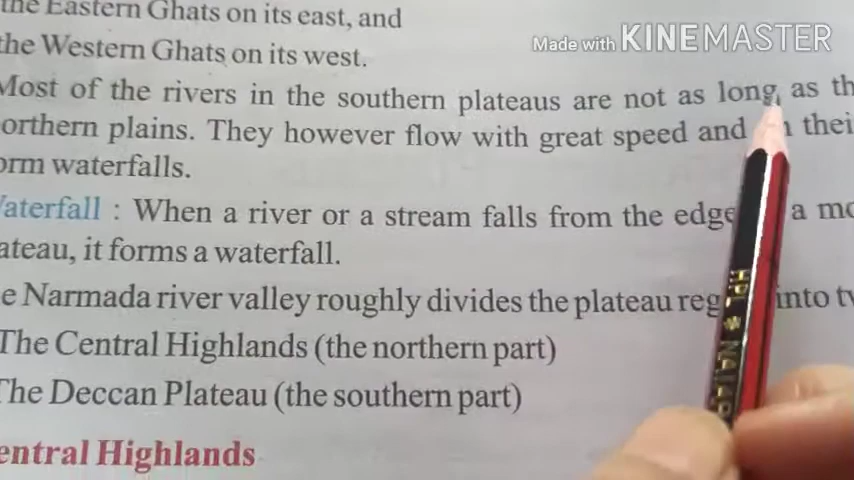 the Eastern Ghats on its east, and
the Western Ghats on its west.
Made with KINEMASTER
Most of the rivers in the southern plateaus are not as long as th
orthern plains. They however flow with great speed and thei
orm waterfalls.
Waterfall : When a river or a stream falls from the edge a mo
ateau, it forms a waterfall.
e Narmada river valley roughly divides the plateau reg into tw
The Central Highlands (the northern part)
The Deccan Plateau (the southern part)
entral Highlands